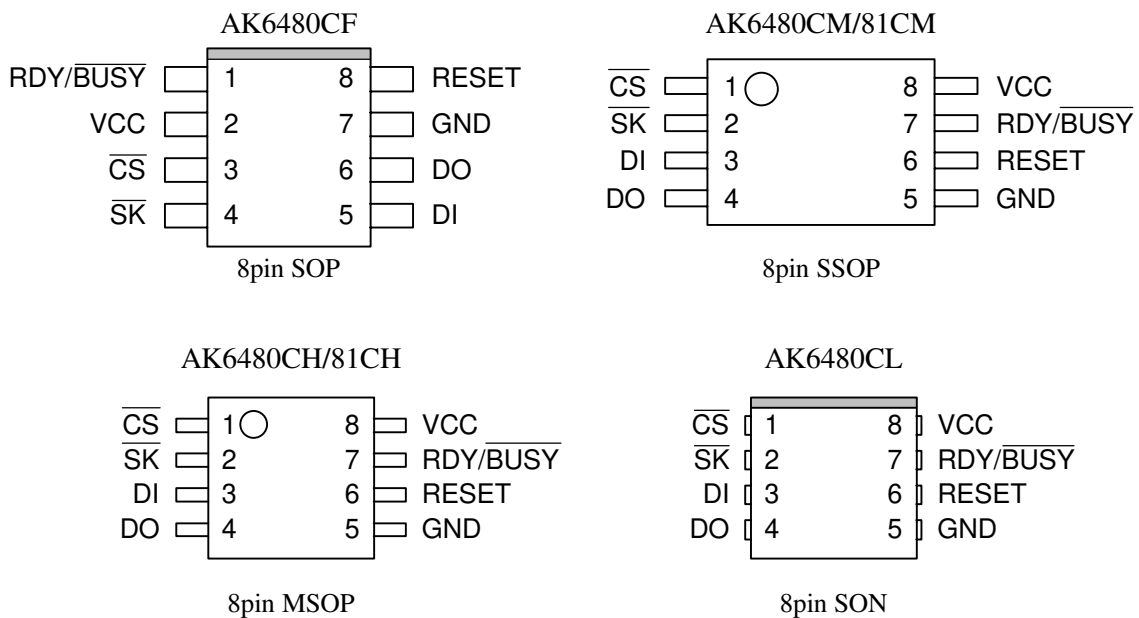 AK6480CF
RDY/BUSY 1 8 RESET
VCC 2 7 GND
CS 3 6 DO
SK 4 5 DI
8pin SOP
AK6480CM/81CM
CS 1 8 VCC
SK 2 7 RDY/BUSY
DI 3 6 RESET
DO 4 5 GND
8pin SSOP
AK6480CH/81CH
CS 1 8 VCC
SK 2 7 RDY/BUSY
DI 3 6 RESET
DO 4 5 GND
8pin MSOP
AK6480CL
CS 1 8 VCC
SK 2 7 RDY/BUSY
DI 3 6 RESET
DO 4 5 GND
8pin SON